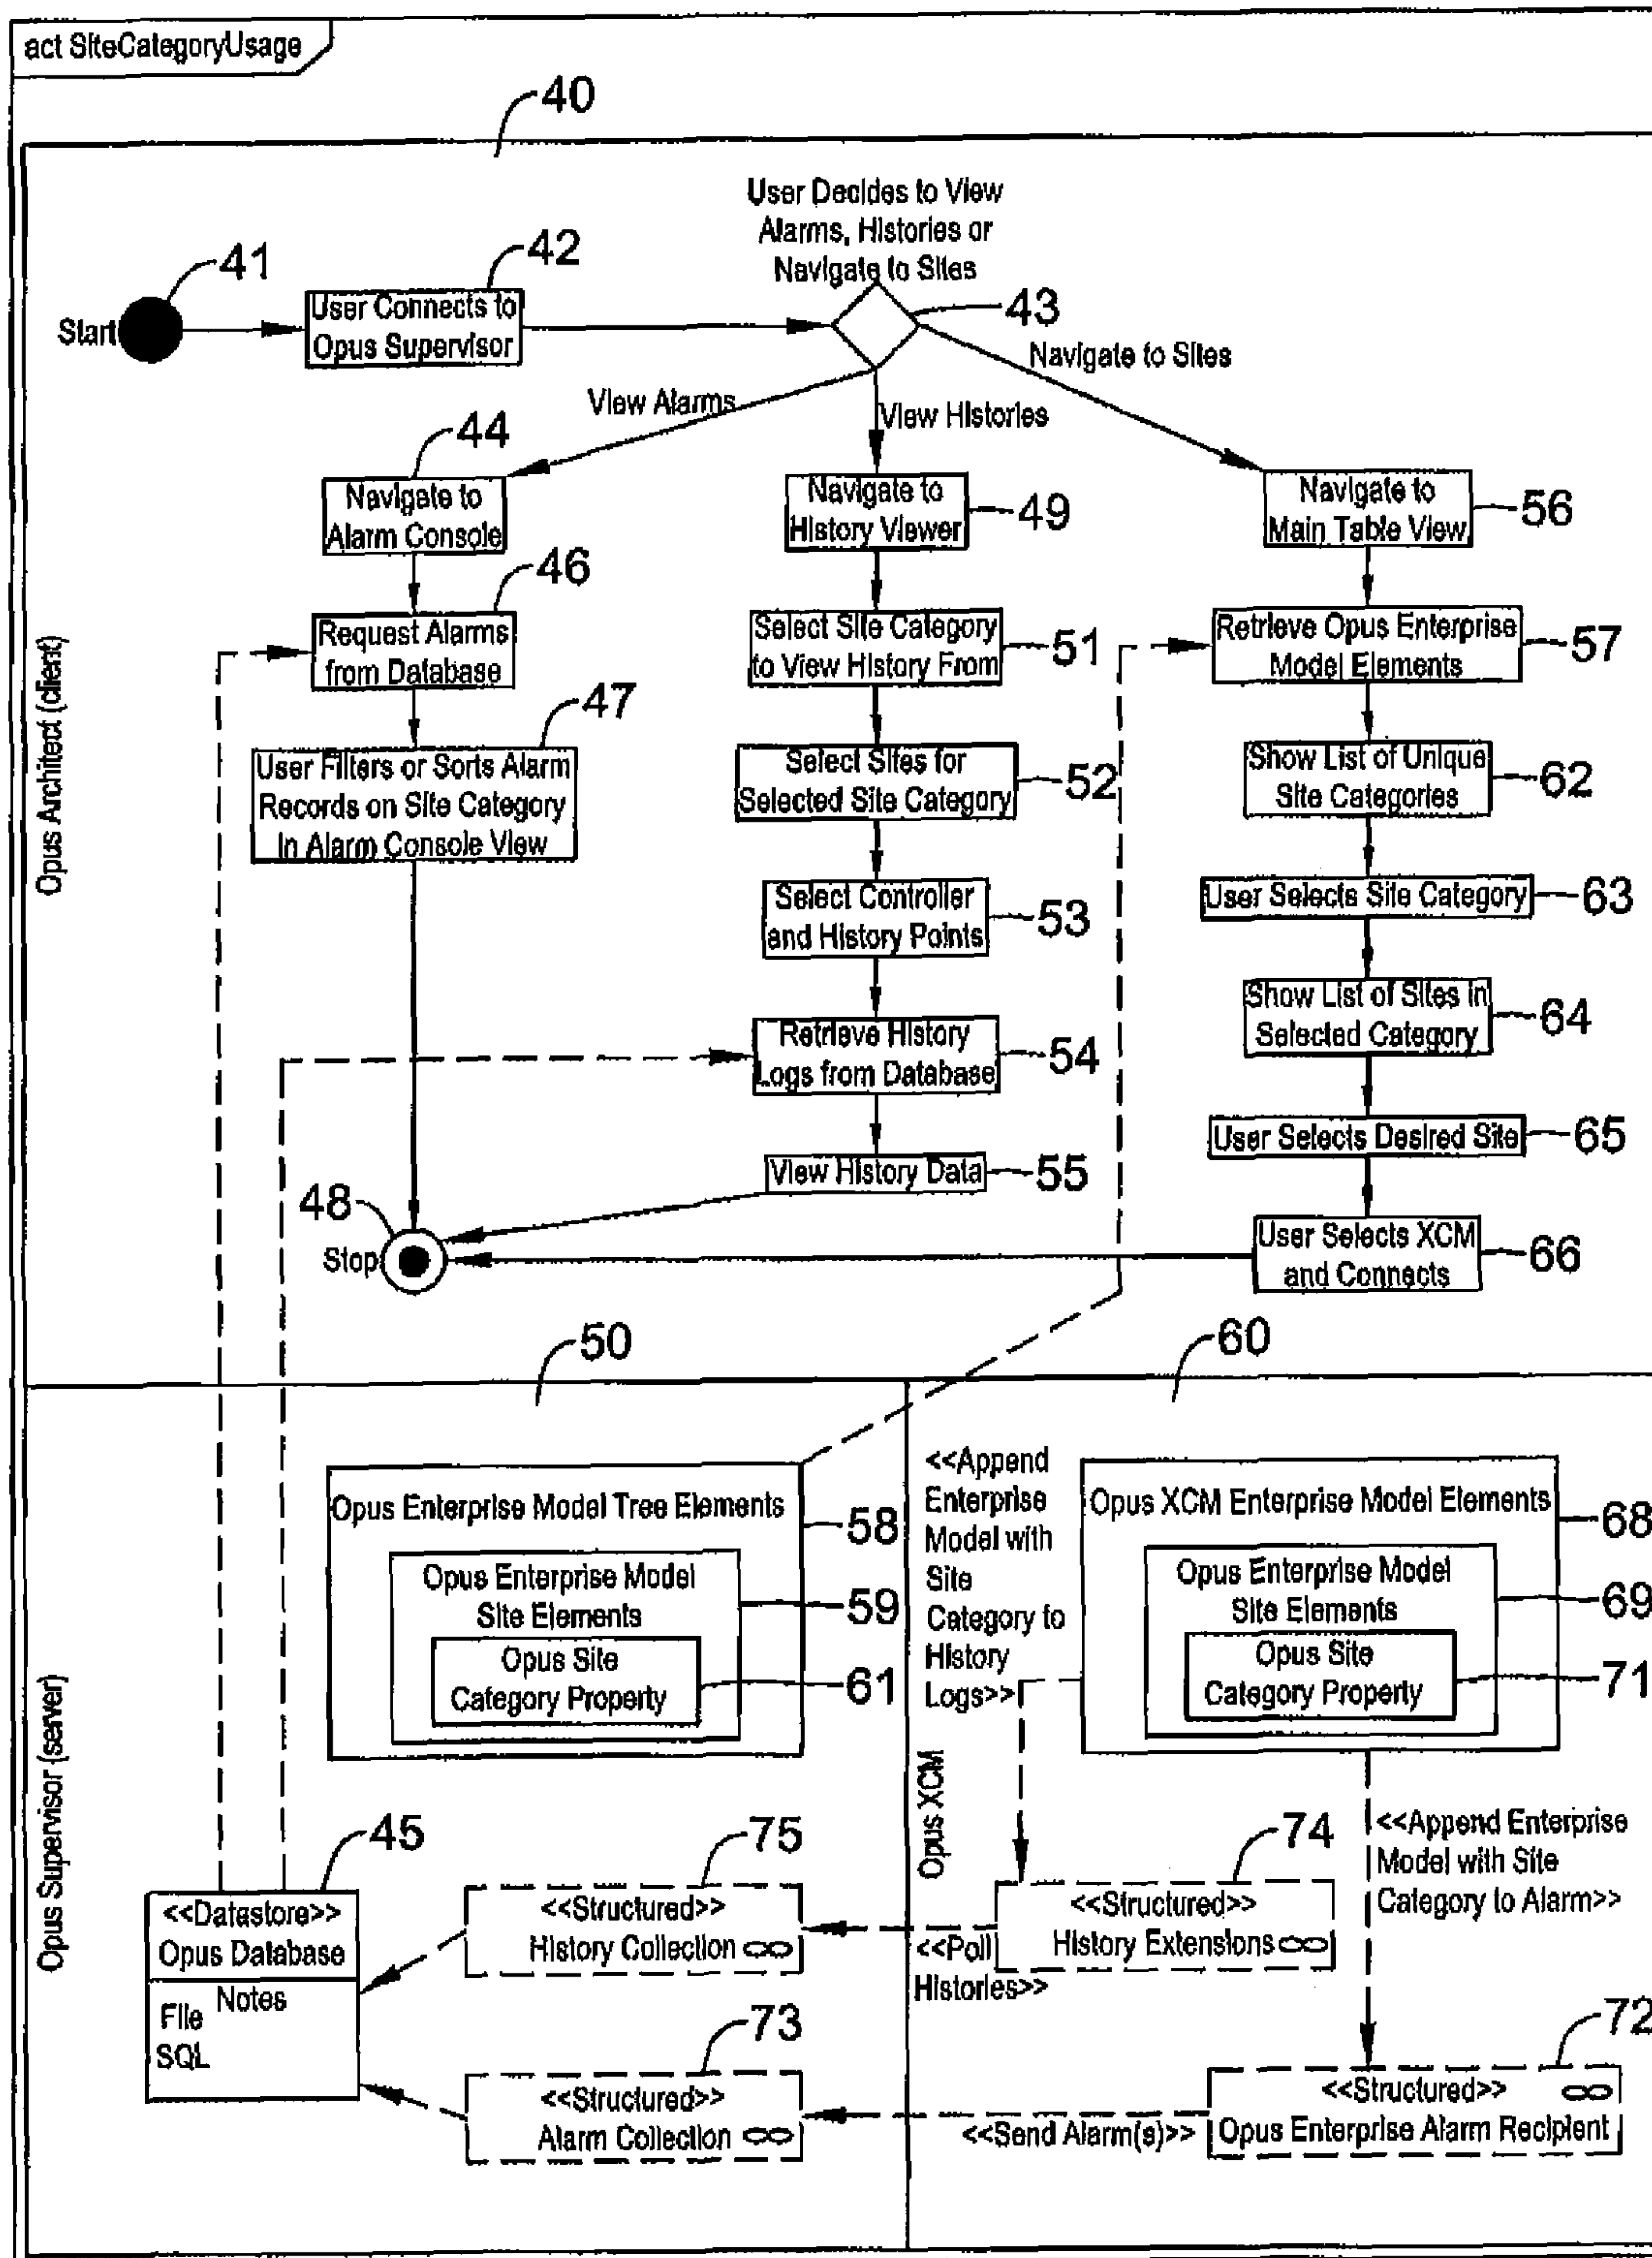 act SiteCategoryUsage
40
User Decides to View
Alarms, Histories or
Navigate to Sites
41
42
43
Start
User Connects to
Opus Supervisor
Navigate to Sites
View Alarms
View Histories
44
Navigate to
Alarm Console
Navigate to
History Viewer
49
Navigate to
Main Table View
56
46
Request Alarms
from Database
Select Site Category
to View History From
51
Retrieve Opus Enterprise
Model Elements
57
Opus Architect (client)
47
User Filters or Sorts Alarm
Records on Site Category
in Alarm Console View
Select Sites for
Selected Site Category
52
Show List of Unique
Site Categories
62
Select Controller
and History Points
53
User Selects Site Category
63
Show List of Sites in
Selected Category
64
Retrieve History
Logs from Database
54
User Selects Desired Site
65
View History Data
55
48
Stop
User Selects XCM
and Connects
66
50
60
Opus Enterprise Model Tree Elements
58
Opus Enterprise Model
Site Elements
59
Opus Site
Category Property
61
<<Append
Enterprise
Model with
Site
Category to
History
Logs>>
Opus XCM Enterprise Model Elements
68
Opus Enterprise Model
Site Elements
69
Opus Site
Category Property
71
Opus Supervisor (server)
Opus XCM
45
<<Datastore>>
Opus Database
Notes
File
SQL
75
<<Structured>>
History Collection
<<Poll
Histories>>
74
<<Structured>>
History Extensions
<<Append Enterprise
Model with Site
Category to Alarm>>
73
<<Structured>>
Alarm Collection
<<Send Alarm(s)>>
72
<<Structured>>
Opus Enterprise Alarm Recipient